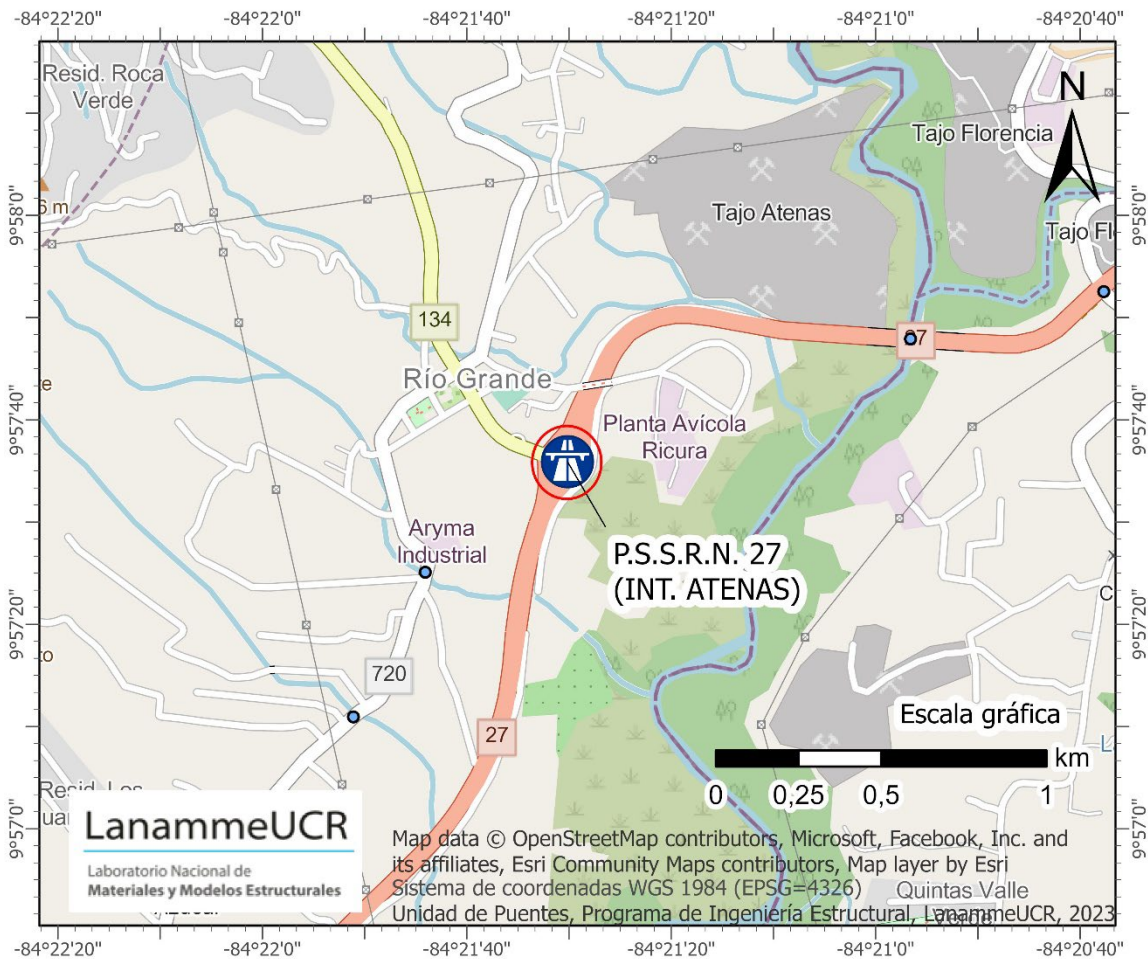 -84°22'20"
-84°22'0"
-84°21'40"
-84°21'20"
-84°21'0"
-84°20'40"
Resid. Roca
Verde
N
Tajo Florencia
9°58'0"
6 m
Tajo Atenas
9°58'0"
Tajo Fl
134
27
Río Grande
9°57'40"
Planta Avícola
Ricura
9°57'40"
Aryma
Industrial
P.S.S.R.N. 27
(INT. ATENAS)
9°57'20"
9°57'20"
720
Escala gráfica
27
km
0 0,25 0,5 1
Resid. Los
9°57'0"
9°57'0"
LanammeUCR
Laboratorio Nacional de
Materiales y Modelos Estructurales
Map data © OpenStreetMap contributors, Microsoft, Facebook, Inc. and
its affiliates, Esri Community Maps contributors, Map layer by Esri
Sistema de coordenadas WGS 1984 (EPSG=4326)
Quintas Valle
Verde
Unidad de Puentes, Programa de Ingeniería Estructural, LanammeUCR, 2023
-84°22'20"
-84°22'0"
-84°21'40"
-84°21'20"
-84°21'0"
-84°20'40"